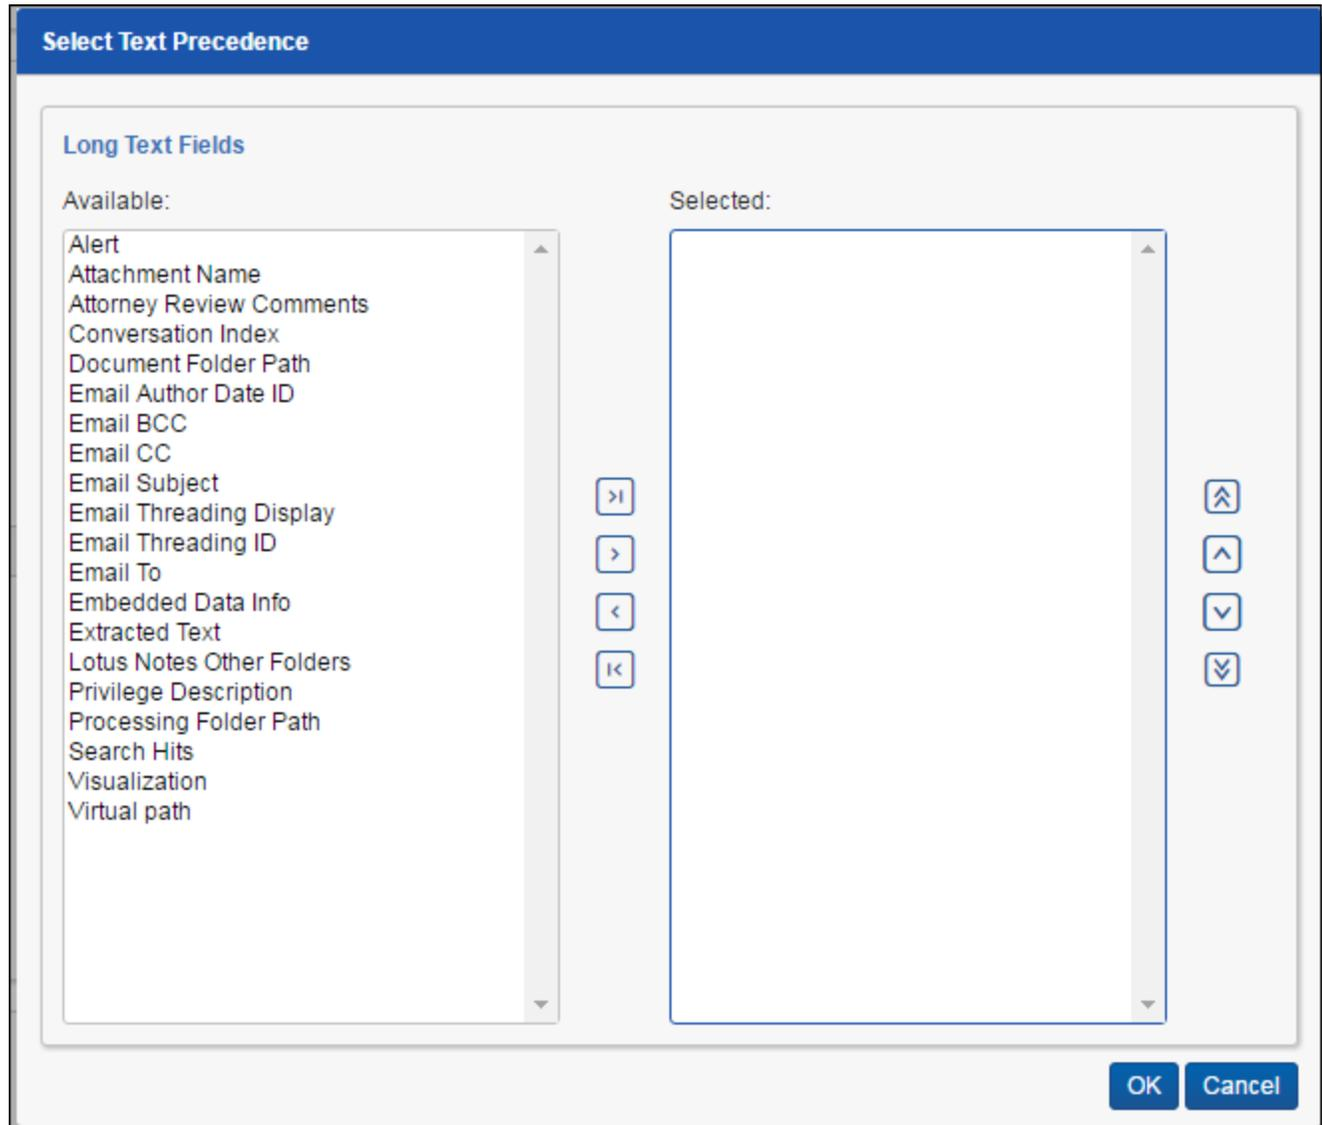 Select Text Precedence
Long Text Fields
Available:
Selected:
Alert
Attachment Name
Attorney Review Comments
Conversation Index
Document Folder Path
Email Author Date ID
Email BCC
Email CC
Email Subject
Email Threading Display
Email Threading ID
Email To
Embedded Data Info
Extracted Text
Lotus Notes Other Folders
Privilege Description
Processing Folder Path
Search Hits
Visualization
Virtual path
OK
Cancel